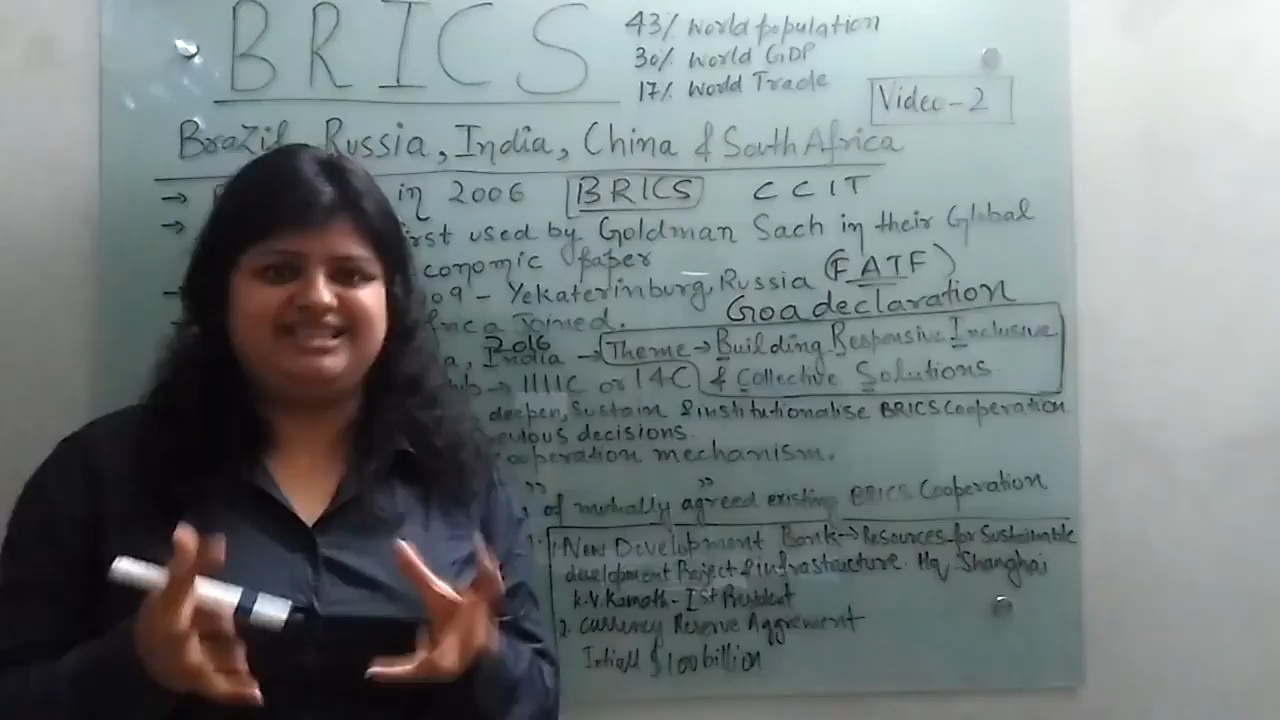 BRICS
43% World population
30% World GDP
17% World Trade
Video-2
Brazil, Russia, India, China & South Africa
→ in 2006 BRICS CCIT
→ first used by Goldman Sach in their Global
conomic paper
09 - Yekaterinburg, Russia (FATF)
Goa declaration
frica Joined.
2016
a, India → Theme → Building Responsive Inclusive
& Collective Solutions
→ IIIIC or I4C
deepen, Sustain & institutionalise BRICS Cooperation
vious decisions.
cooperation mechanism.
" "
of mutually agreed existing BRICS Cooperation
1. New Development Bank → Resources for Sustainable
development Project & infrastructure. Hq Shanghai
K.V. Kamath - Ist President
2. Currency Reserve Aggrement
$100 billion